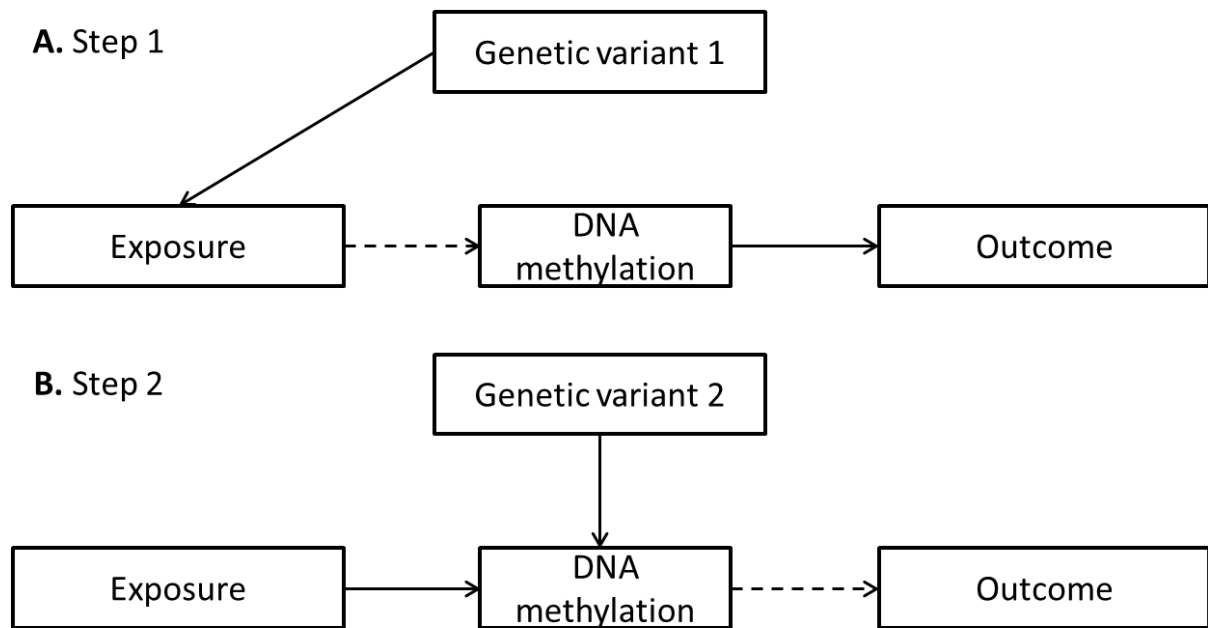 A. Step 1
Genetic variant 1
Exposure
DNA
methylation
Outcome
B. Step 2
Genetic variant 2
Exposure
DNA
methylation
Outcome